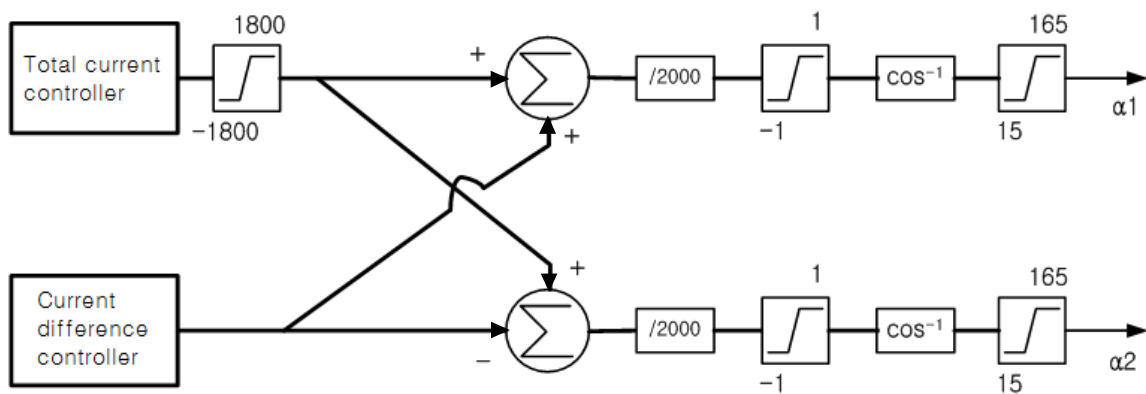 Total current
controller
1800
-1800
+
+
/2000
1
-1
cos⁻¹
165
15
α1
Current
difference
controller
+
-
/2000
1
-1
cos⁻¹
165
15
α2